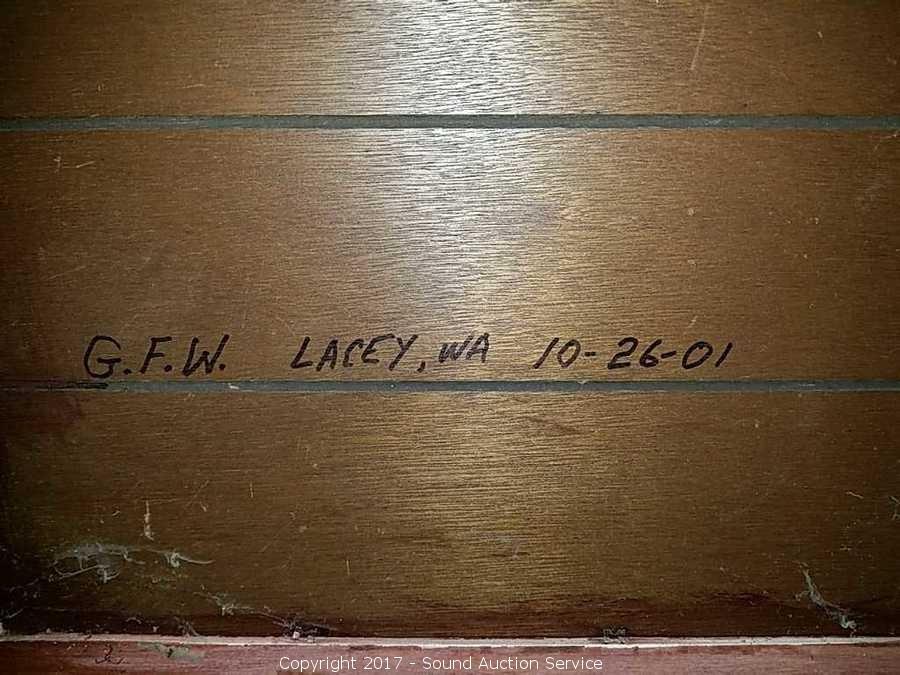 G.F.W. LACEY, WA 10-26-01
Copyright 2017 - Sound Auction Service